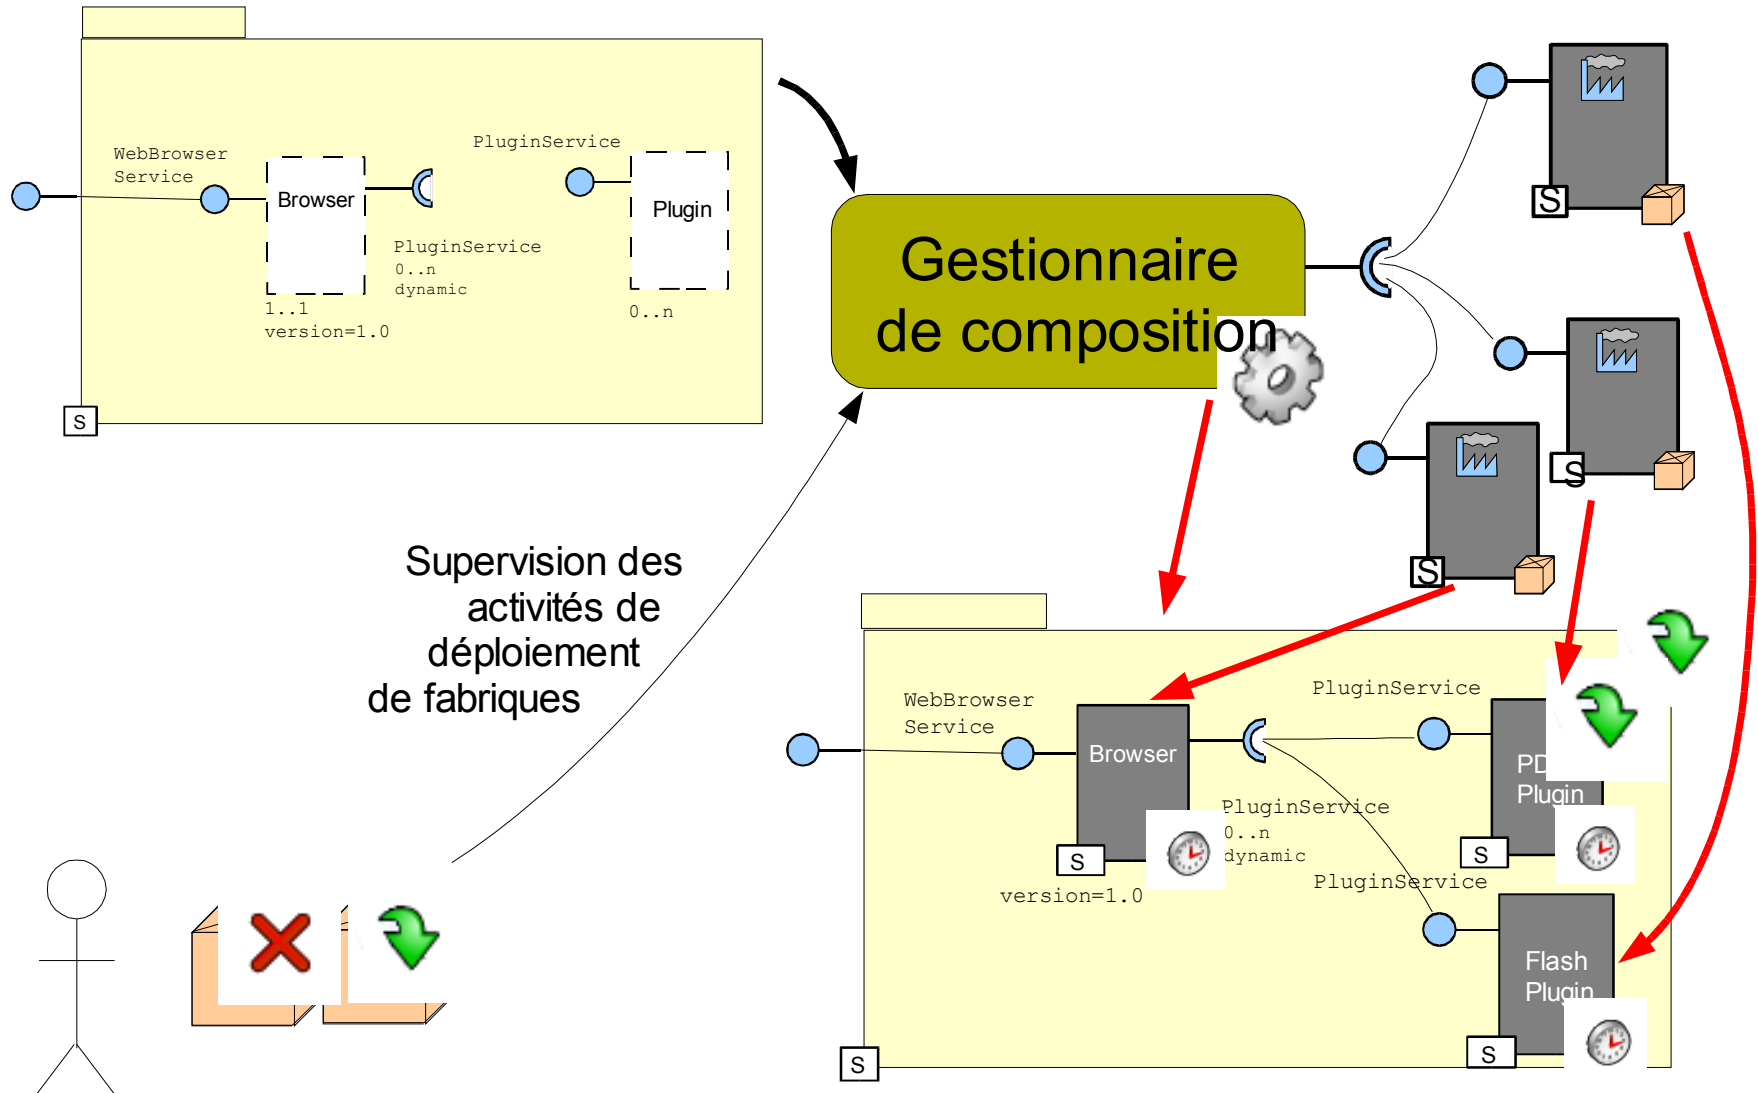 WebBrowser
Service
Browser
PluginService
0..n
dynamic
1..1
version=1.0
PluginService
Plugin
0..n
S
Gestionnaire
de composition
S
S
S
Supervision des
activités de
déploiement
de fabriques
WebBrowser
Service
Browser
S
version=1.0
PluginService
0..n
dynamic
PluginService
Plugin
S
PluginService
Flash
Plugin
S
S